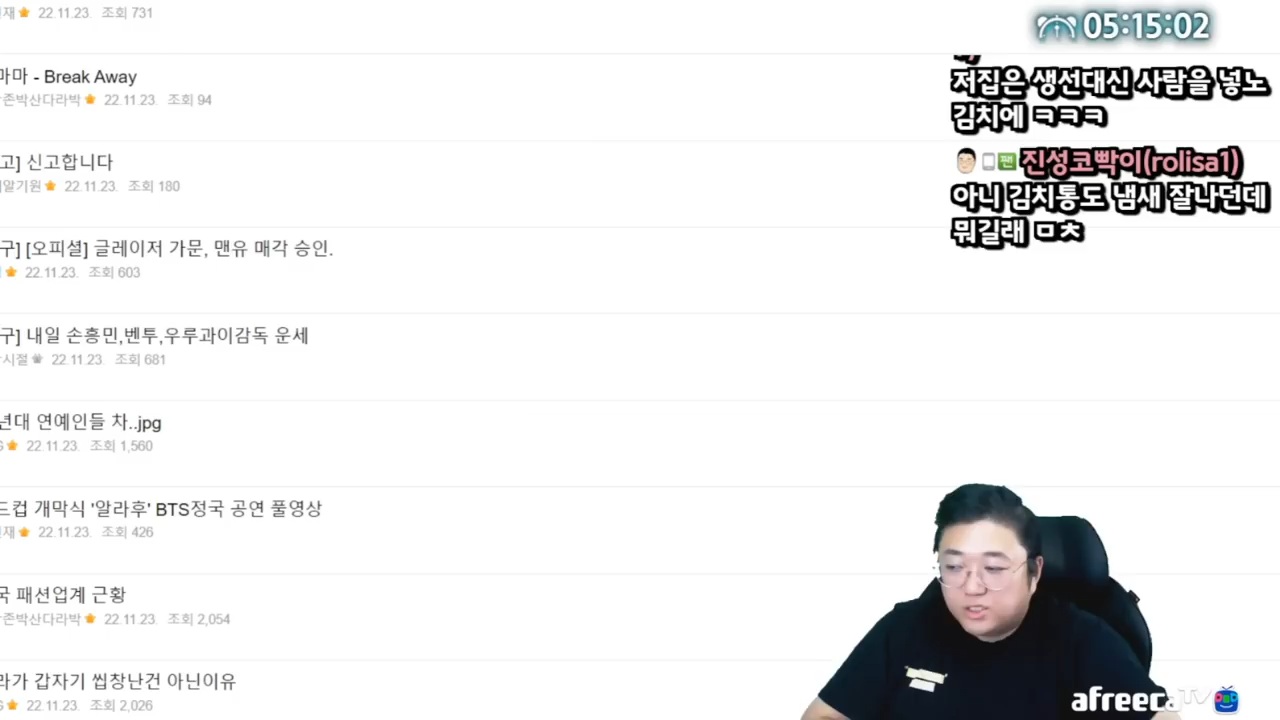 재 22.11.23. 조회 731
05:15:02
마마 - Break Away
존박산다라박 22.11.23. 조회 94
저집은 생선대신 사람을 넣노
김치에 ㅋㅋㅋ
고] 신고합니다
알기원 22.11.23. 조회 180
팬 진성코빡이(rolisa1)
아니 김치통도 냄새 잘나던데
뭐길래 ㅁㅊ
구] [오피셜] 글레이저 가문, 맨유 매각 승인.
22.11.23. 조회 603
구] 내일 손흥민,벤투,우루과이감독 운세
시절 22.11.23. 조회 681
년대 연예인들 차..jpg
22.11.23. 조회 1,560
드컵 개막식 '알라후' BTS정국 공연 풀영상
재 22.11.23. 조회 426
국 패션업계 근황
존박산다라박 22.11.23. 조회 2,054
라가 갑자기 씹창난건 아닌이유
22.11.23. 조회 2,026
afreecaTV